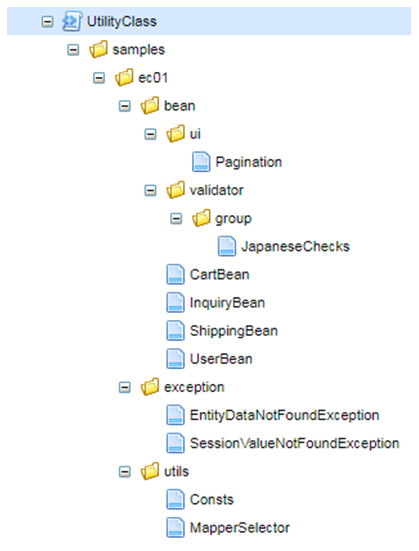 UtilityClass
samples
ec01
bean
ui
Pagination
validator
group
JapaneseChecks
CartBean
InquiryBean
ShippingBean
UserBean
exception
EntityDataNotFoundException
SessionValueNotFoundException
utils
Consts
MapperSelector